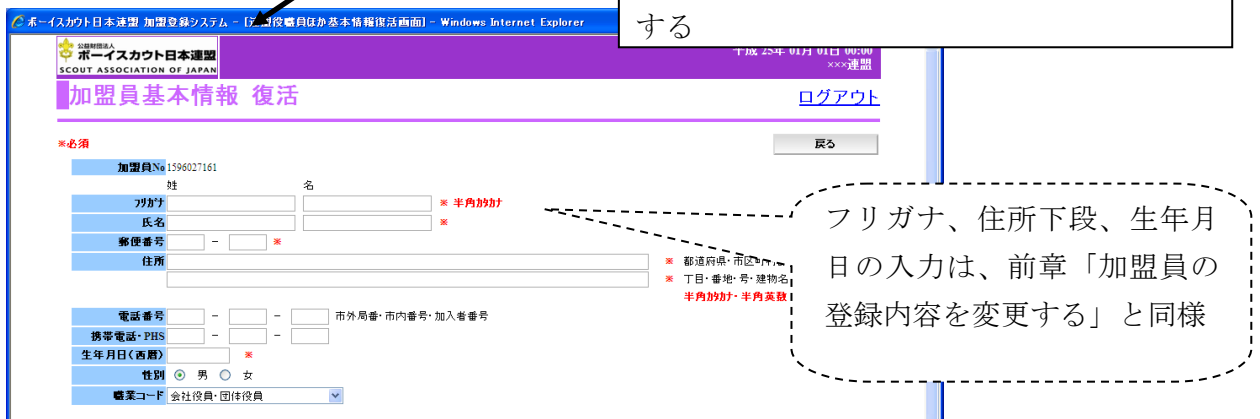 する
ボーイスカウト日本連盟 加盟登録システム - [加盟役職員ほか基本情報復活画面] - Windows Internet Explorer
公益財団法人
ボーイスカウト日本連盟
SCOUT ASSOCIATION OF JAPAN
平成 25年 01月 01日 00:00
×××連盟
加盟員基本情報 復活
ログアウト
※必須
戻る
加盟員No 1596027161
姓 名
ﾌﾘｶﾞﾅ ※ 半角ｶﾀｶﾅ
氏名 ※
郵便番号 - ※
住所 ※ 都道府県・市区町
※ 丁目・番地・号・建物名
半角ｶﾀｶﾅ・半角英数
電話番号 - - 市外局番・市内番号・加入者番号
携帯電話・PHS - -
生年月日(西暦) ※
性別 男 女
職業コード 会社役員・団体役員
フリガナ、住所下段、生年月
日の入力は、前章「加盟員の
登録内容を変更する」と同様